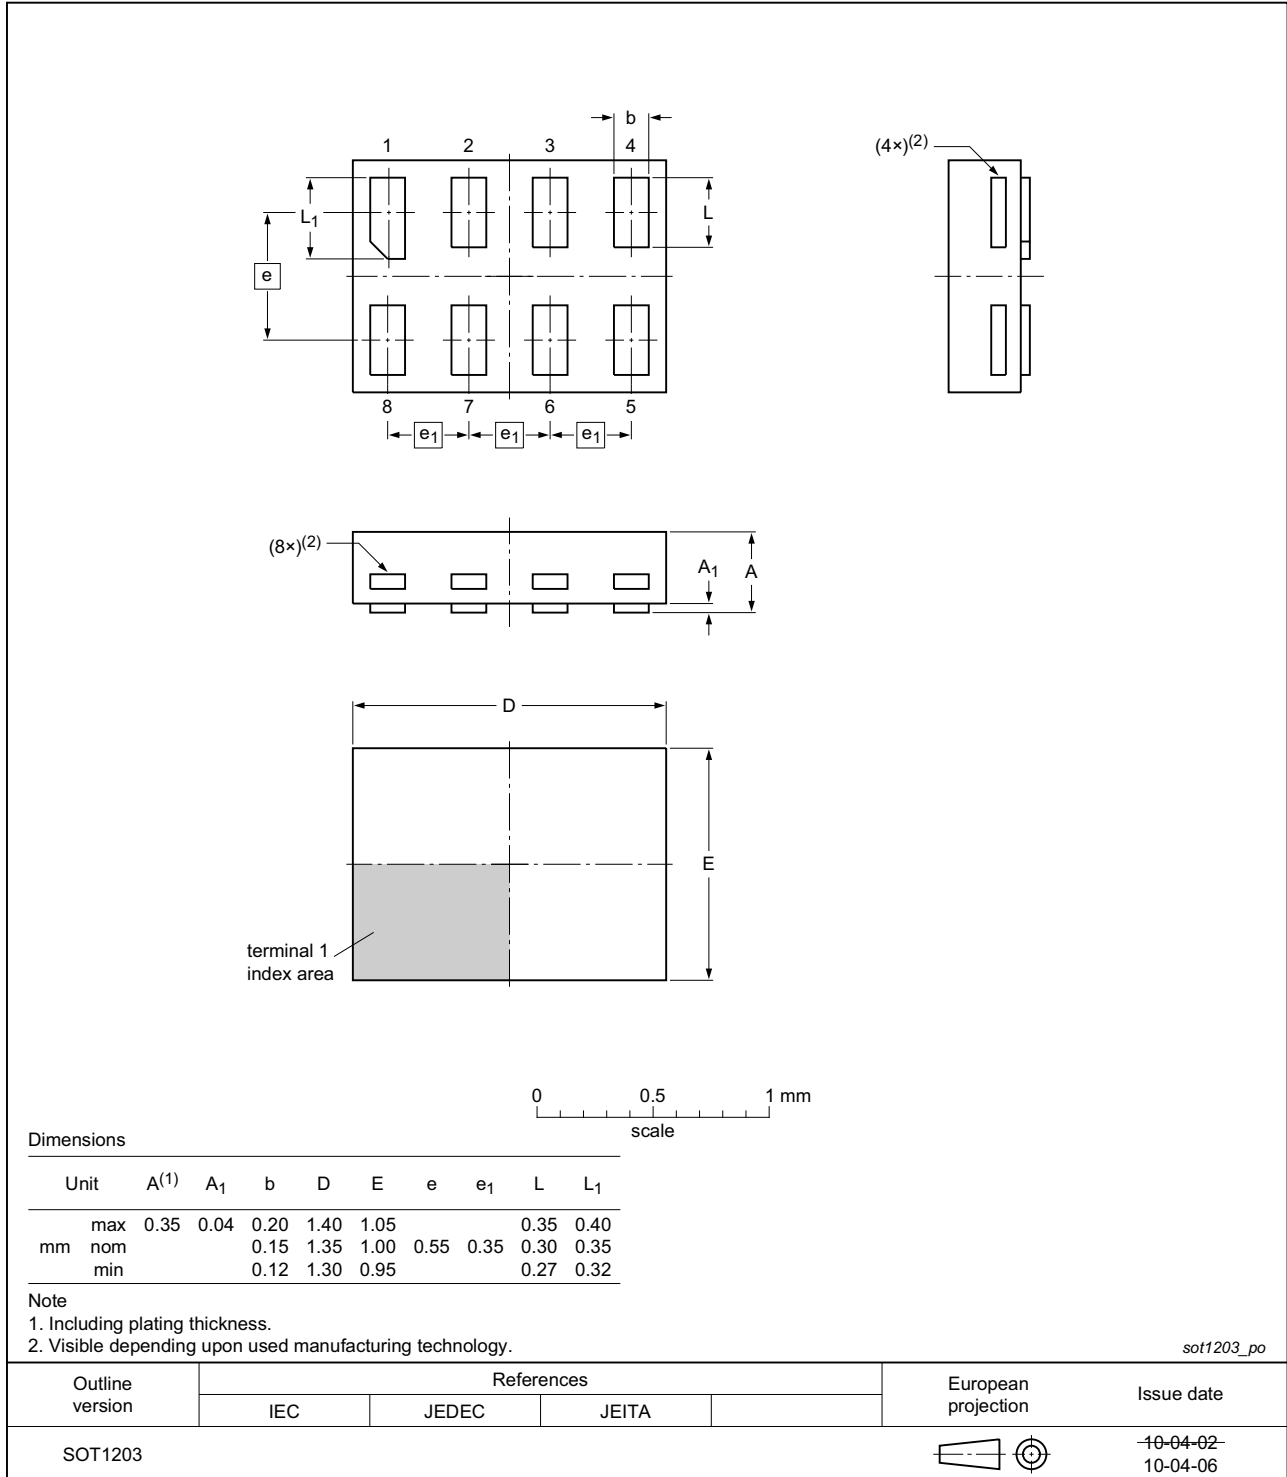 b
1 2 3 4
(4×)(2)
L1
L
e
8 7 6 5
e1 e1 e1
(8×)(2)
A1 A
D
E
terminal 1
index area
0 0.5 1 mm
scale
Dimensions
Unit A(1) A1 b D E e e1 L L1
max 0.35 0.04 0.20 1.40 1.05 0.35 0.40
mm nom 0.15 1.35 1.00 0.55 0.35 0.30 0.35
min 0.12 1.30 0.95 0.27 0.32
Note
1. Including plating thickness.
2. Visible depending upon used manufacturing technology.
sot1203_po
Outline
version
References
IEC JEDEC JEITA
European
projection
Issue date
SOT1203
10-04-02
10-04-06